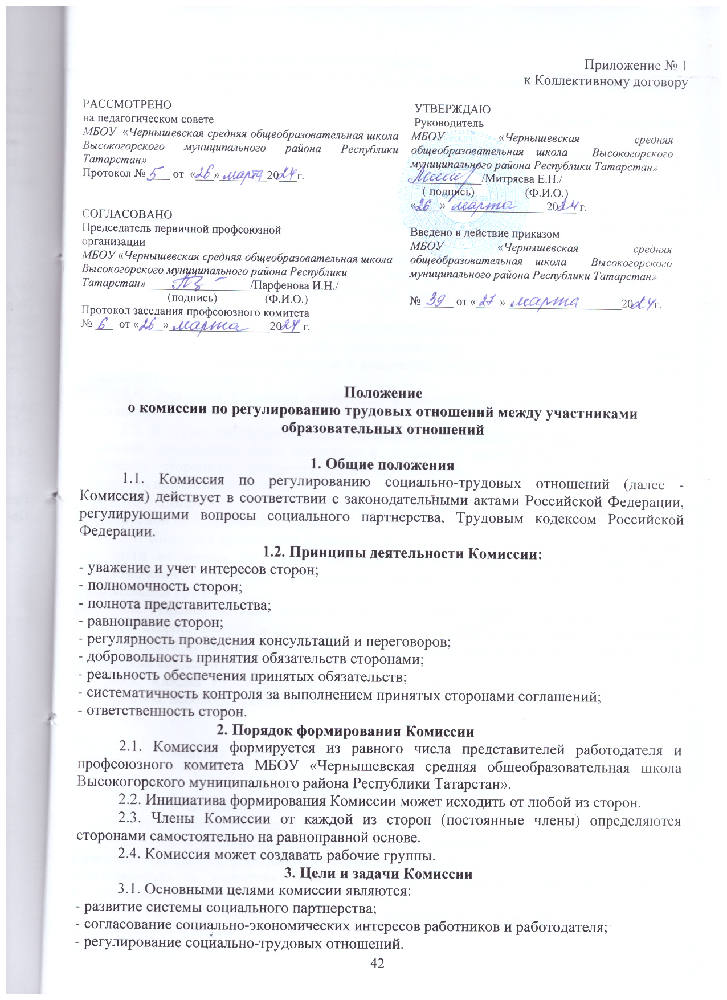 Приложение № 1
к Коллективному договору
РАССМОТРЕНО
на педагогическом совете
МБОУ «Чернышевская средняя общеобразовательная школа
Высокогорского муниципального района Республики
Татарстан»
Протокол № 5 от «26» марта 2024 г.
СОГЛАСОВАНО
Председатель первичной профсоюзной
организации
МБОУ «Чернышевская средняя общеобразовательная школа
Высокогорского муниципального района Республики
Татарстан» /Парфенова И.Н./
(подпись) (Ф.И.О.)
Протокол заседания профсоюзного комитета
№ 6 от «26» марта 2024 г.
УТВЕРЖДАЮ
Руководитель
МБОУ «Чернышевская средняя
общеобразовательная школа Высокогорского
муниципального района Республики Татарстан»
/Митряева Е.Н./
( подпись) (Ф.И.О.)
«26» марта 2024 г.
Введено в действие приказом
МБОУ «Чернышевская средняя
общеобразовательная школа Высокогорского
муниципального района Республики Татарстан»
№ 39 от «27» марта 2024 г.
Положение
о комиссии по регулированию трудовых отношений между участниками
образовательных отношений
1. Общие положения
1.1. Комиссия по регулированию социально-трудовых отношений (далее -
Комиссия) действует в соответствии с законодательными актами Российской Федерации,
регулирующими вопросы социального партнерства, Трудовым кодексом Российской
Федерации.
1.2. Принципы деятельности Комиссии:
- уважение и учет интересов сторон;
- полномочность сторон;
- полнота представительства;
- равноправие сторон;
- регулярность проведения консультаций и переговоров;
- добровольность принятия обязательств сторонами;
- реальность обеспечения принятых обязательств;
- систематичность контроля за выполнением принятых сторонами соглашений;
- ответственность сторон.
2. Порядок формирования Комиссии
2.1. Комиссия формируется из равного числа представителей работодателя и
профсоюзного комитета МБОУ «Чернышевская средняя общеобразовательная школа
Высокогорского муниципального района Республики Татарстан».
2.2. Инициатива формирования Комиссии может исходить от любой из сторон.
2.3. Члены Комиссии от каждой из сторон (постоянные члены) определяются
сторонами самостоятельно на равноправной основе.
2.4. Комиссия может создавать рабочие группы.
3. Цели и задачи Комиссии
3.1. Основными целями комиссии являются:
- развитие системы социального партнерства;
- согласование социально-экономических интересов работников и работодателя;
- регулирование социально-трудовых отношений.
42